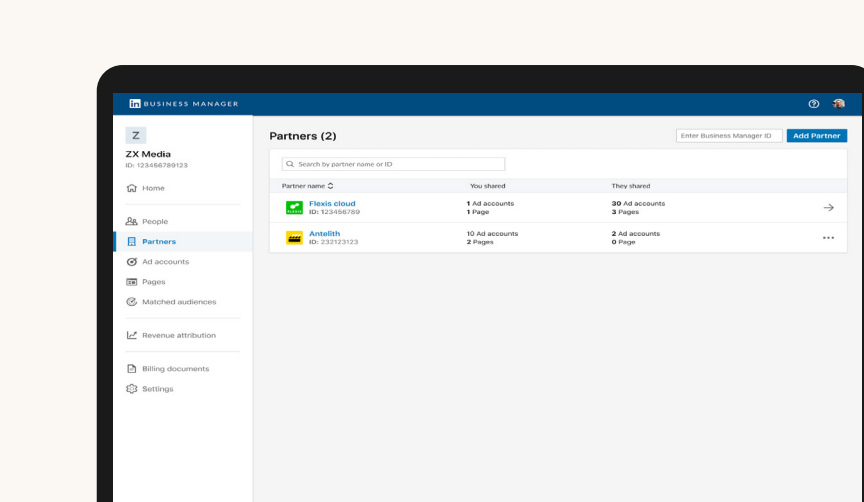 in BUSINESS MANAGER
Z
ZX Media
ID: 123456789123
Home
People
Partners
Ad accounts
Pages
Matched audiences
Revenue attribution
Billing documents
Settings
Partners (2)
Enter Business Manager ID
Add Partner
Search by partner name or ID
Partner name You shared They shared
Flexis cloud 1 Ad accounts 30 Ad accounts
ID: 123456789 1 Page 3 Pages
Antelith 10 Ad accounts 2 Ad accounts
ID: 232123123 2 Pages 0 Page